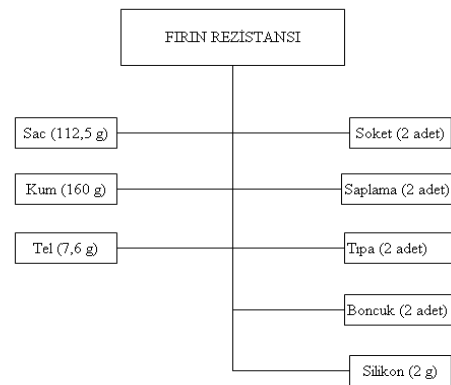 FIRIN REZİSTANSI
Sac (112,5 g)
Soket (2 adet)
Kum (160 g)
Saplama (2 adet)
Tel (7,6 g)
Tıpa (2 adet)
Boncuk (2 adet)
Silikon (2 g)